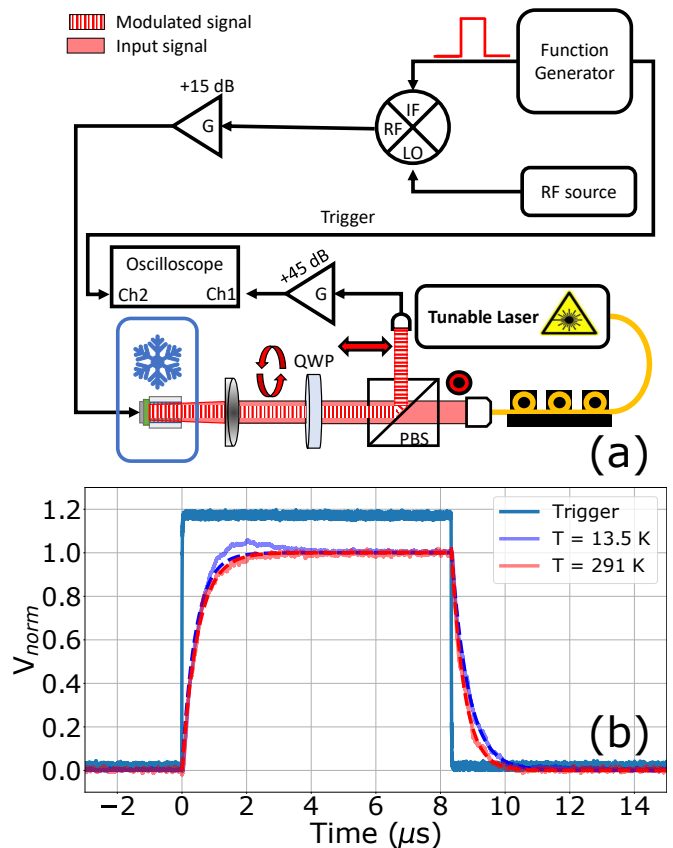 Modulated signal
Input signal
+15 dB
G
IF
RF
LO
Function
Generator
RF source
Trigger
Oscilloscope
Ch2
Ch1
+45 dB
G
Tunable Laser
QWP
PBS
(a)
1.2
1.0
0.8
0.6
0.4
0.2
0.0
V_norm
Trigger
T = 13.5 K
T = 291 K
(b)
−2
0
2
4
6
8
10
12
14
Time (μs)